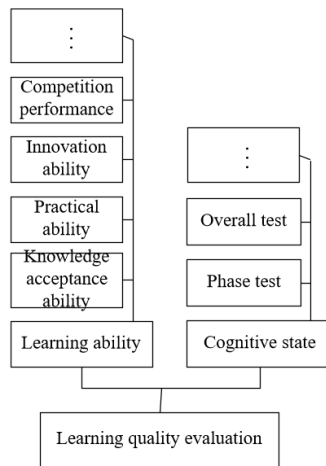 ⋮
Competition
performance
Innovation
ability
Practical
ability
Knowledge
acceptance
ability
Learning ability
⋮
Overall test
Phase test
Cognitive state
Learning quality evaluation